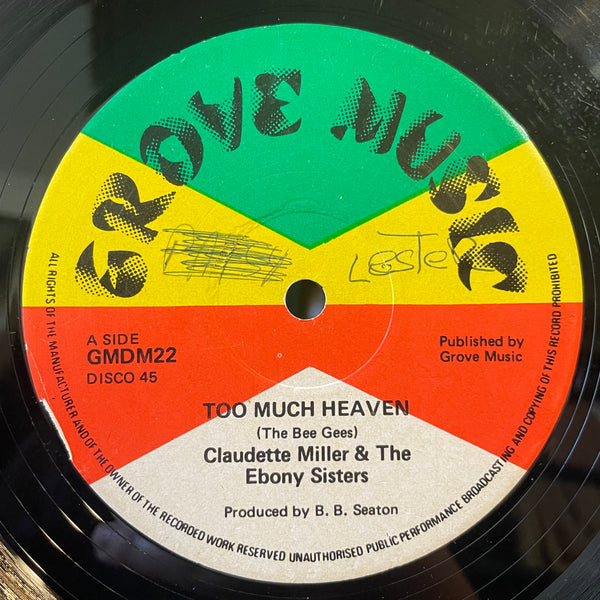 GROVE MUSIC
LESTER
A SIDE
GMDM22
DISCO 45
Published by
Grove Music
TOO MUCH HEAVEN
(The Bee Gees)
Claudette Miller & The
Ebony Sisters
Produced by B. B. Seaton
ALL RIGHTS OF THE MANUFACTURER AND OF THE OWNER OF THE RECORDED WORK RESERVED UNAUTHORISED PUBLIC PERFORMANCE BROADCASTING AND COPYING OF THIS RECORD PROHIBITED